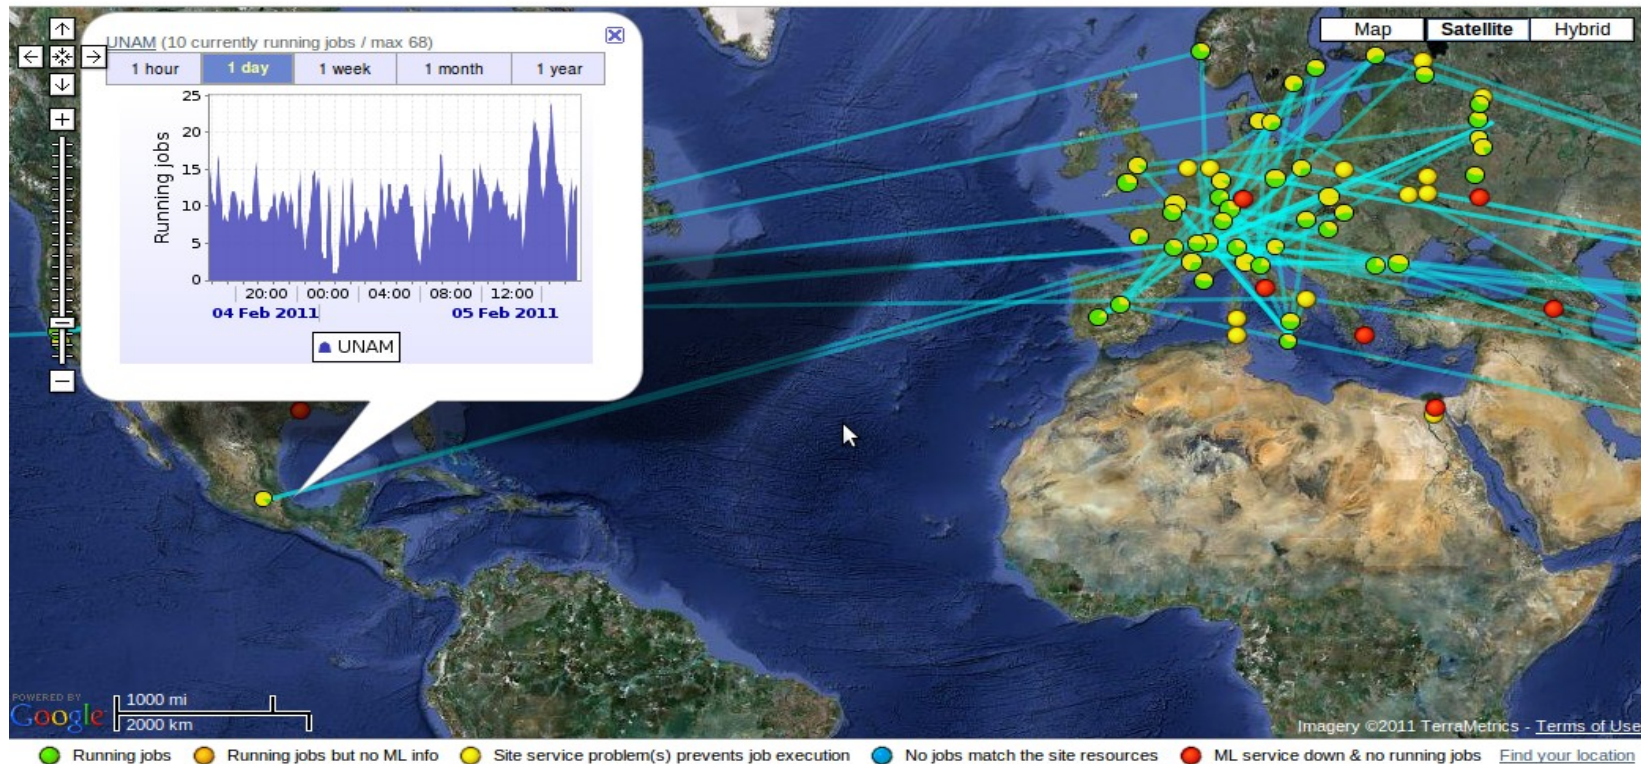 UNAM (10 currently running jobs / max 68)
1 hour 1 day 1 week 1 month 1 year
Map Satellite Hybrid
25
20
15
10
5
0
Running jobs
20:00 00:00 04:00 08:00 12:00
04 Feb 2011 05 Feb 2011
UNAM
POWERED BY
Google
1000 mi
2000 km
Imagery ©2011 TerraMetrics - Terms of Use
Running jobs Running jobs but no ML info Site service problem(s) prevents job execution No jobs match the site resources ML service down & no running jobs Find your location